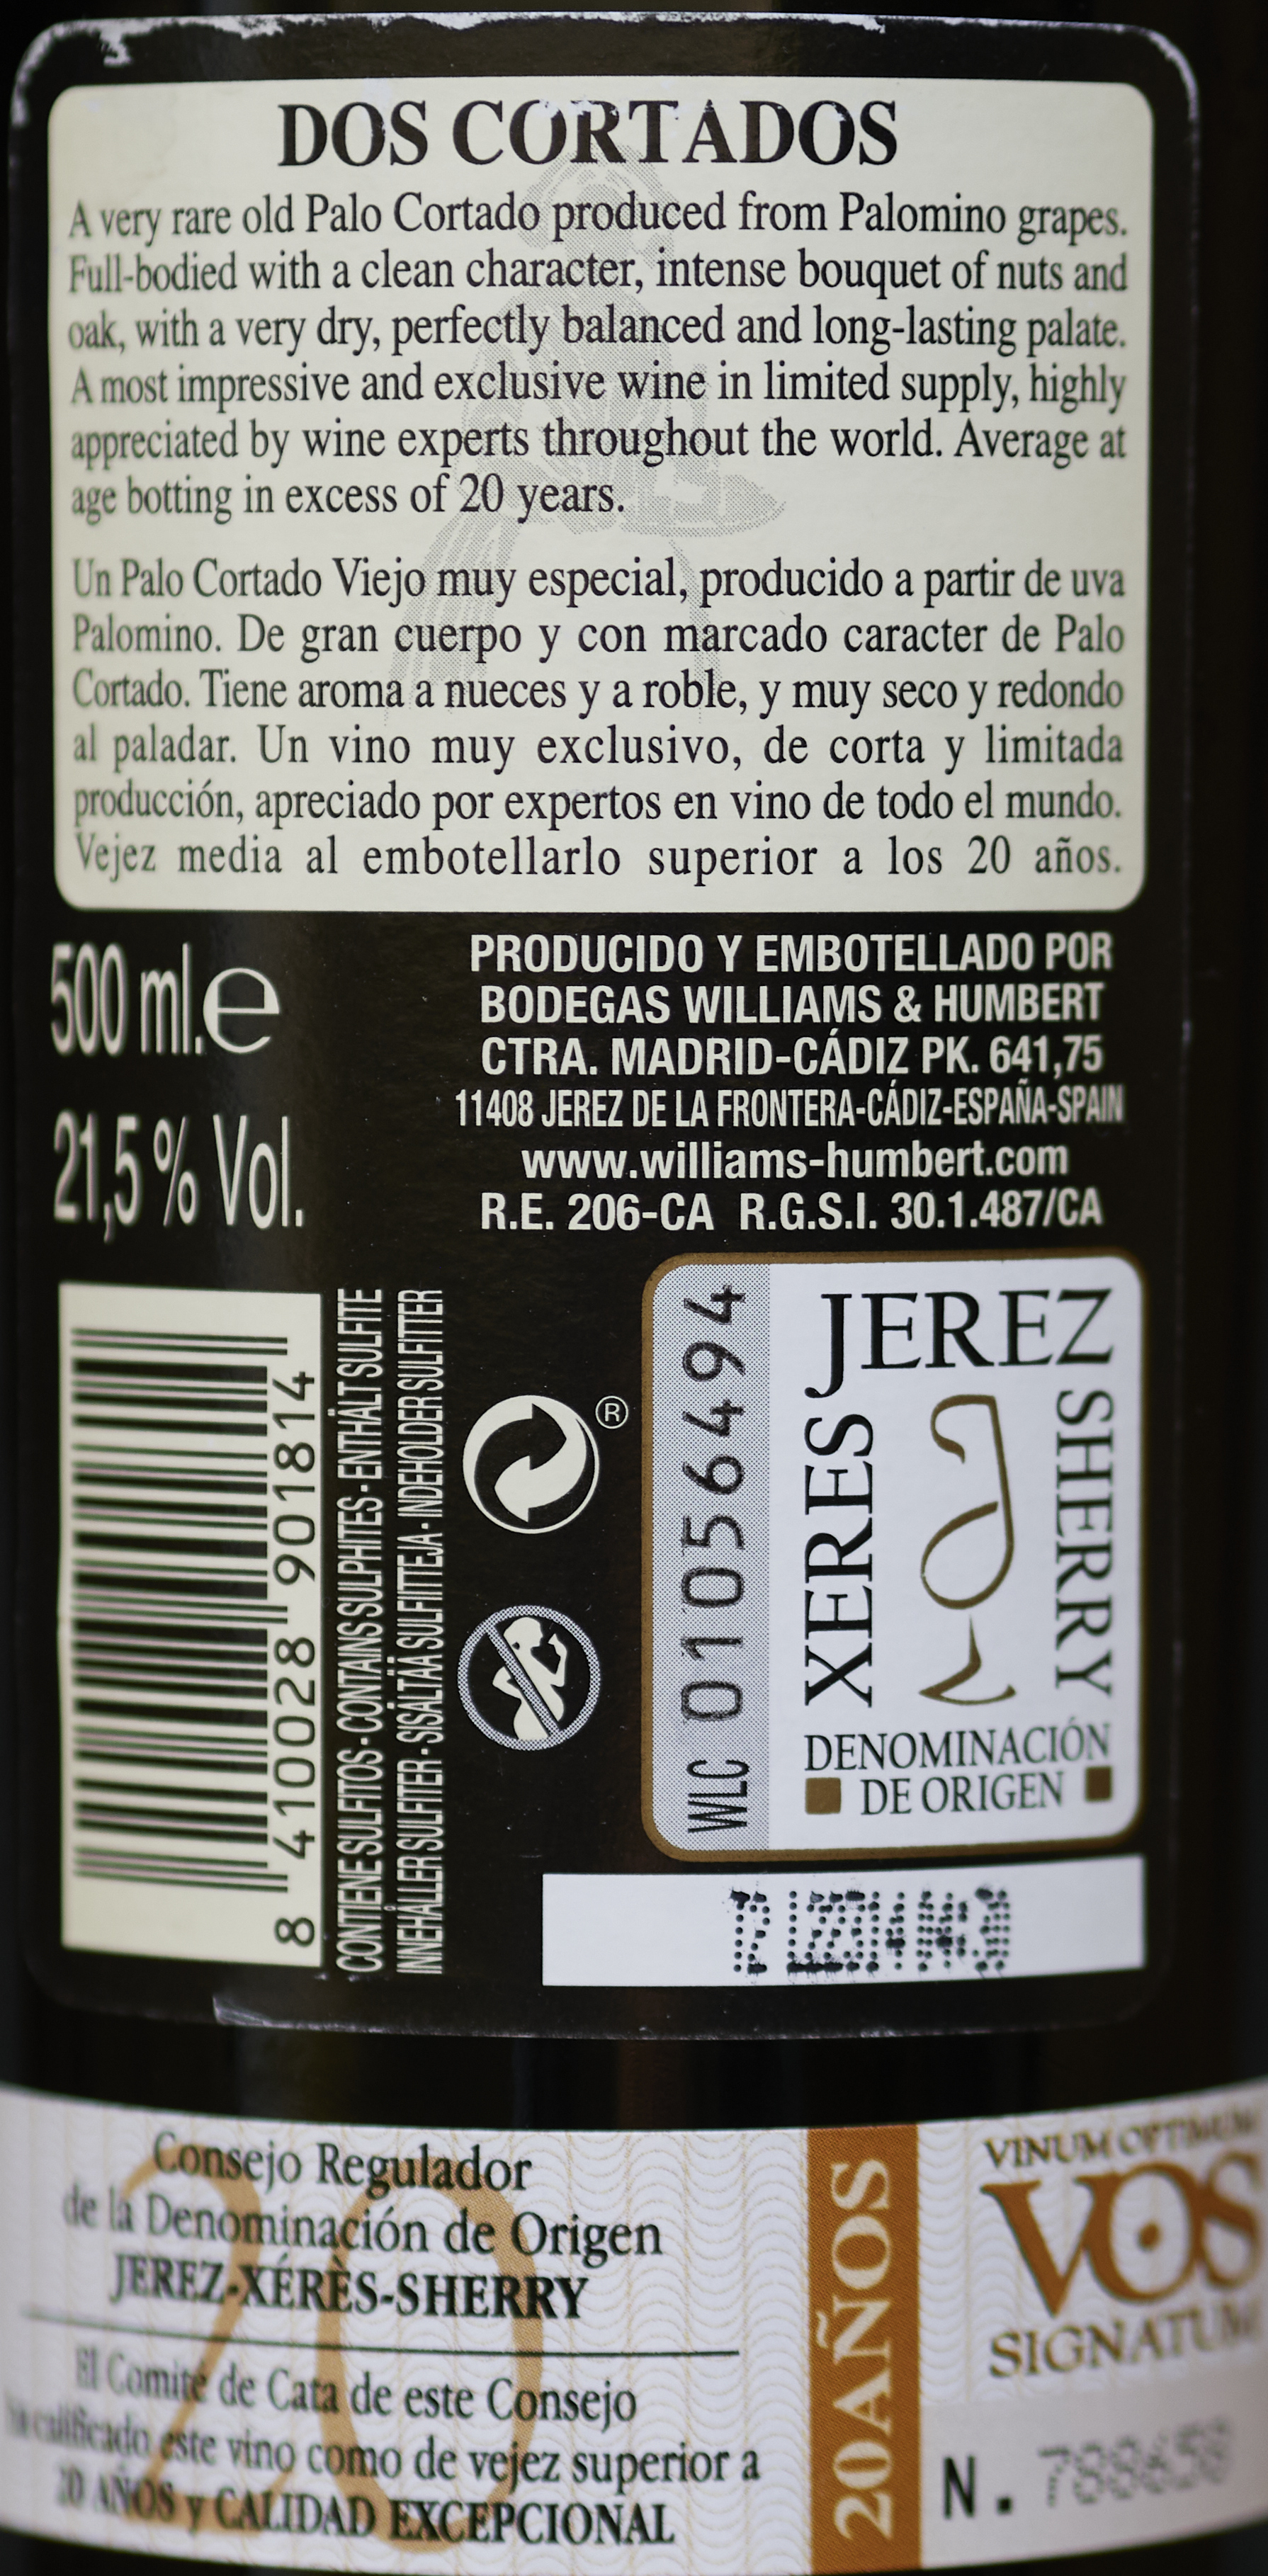 DOS CORTADOS
A very rare old Palo Cortado produced from Palomino grapes.
Full-bodied with a clean character, intense bouquet of nuts and
oak, with a very dry, perfectly balanced and long-lasting palate.
A most impressive and exclusive wine in limited supply, highly
appreciated by wine experts throughout the world. Average at
age botting in excess of 20 years.
Un Palo Cortado Viejo muy especial, producido a partir de uva
Palomino. De gran cuerpo y con marcado caracter de Palo
Cortado. Tiene aroma a nueces y a roble, y muy seco y redondo
al paladar. Un vino muy exclusivo, de corta y limitada
producción, apreciado por expertos en vino de todo el mundo.
Vejez media al embotellarlo superior a los 20 años.
500 ml.e
21,5 % Vol.
PRODUCIDO Y EMBOTELLADO POR
BODEGAS WILLIAMS & HUMBERT
CTRA. MADRID-CÁDIZ PK. 641,75
11408 JEREZ DE LA FRONTERA-CÁDIZ-ESPAÑA-SPAIN
www.williams-humbert.com
R.E. 206-CA R.G.S.I. 30.1.487/CA
8 410028 901814
CONTIENE SULFITOS - CONTAINS SULPHITES - ENTHÄLT SULFITE
INNEHÅLLER SULFITER - SISÄLTÄÄ SULFIITTEJA - INDEHOLDER SULFITTER
®
WLC 0105649​4
JEREZ
XERES
SHERRY
DENOMINACIÓN
DE ORIGEN
Consejo Regulador
de la Denominación de Origen
JEREZ-XÉRÈS-SHERRY
El Comité de Cata de este Consejo
ha calificado este vino como de vejez superior a
20 AÑOS y CALIDAD EXCEPCIONAL
20
20 AÑOS
VINUM OPTIMUM
VOS
SIGNATUM
N.